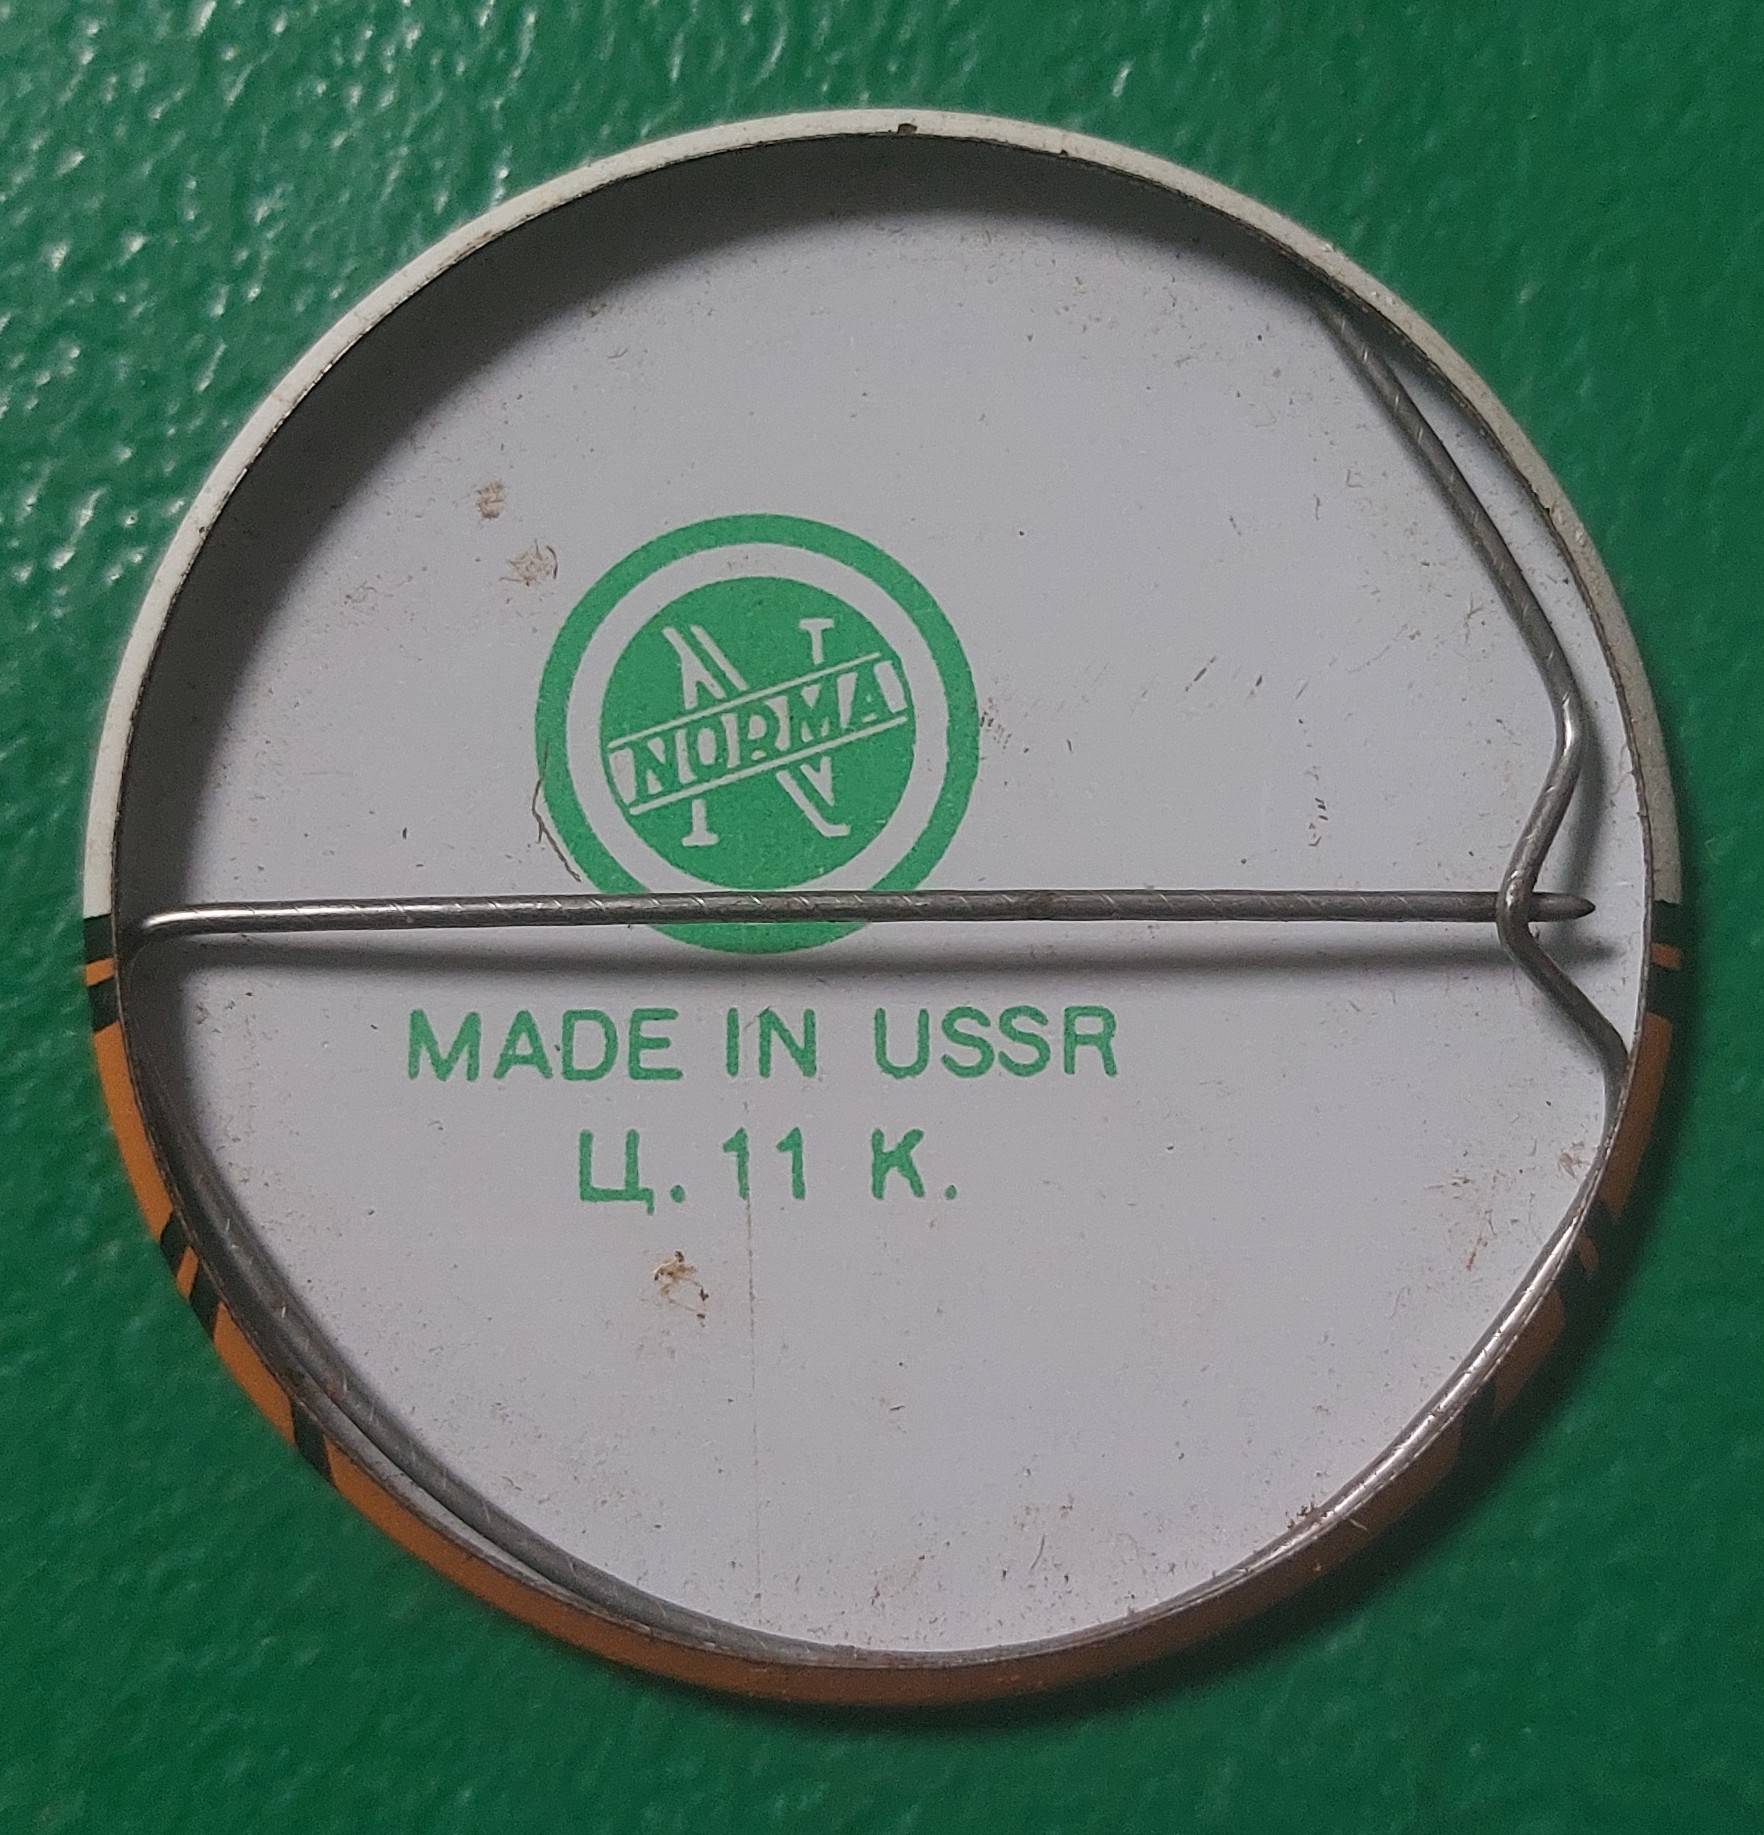 NORMA
MADE IN USSR
Ц. 11 К.